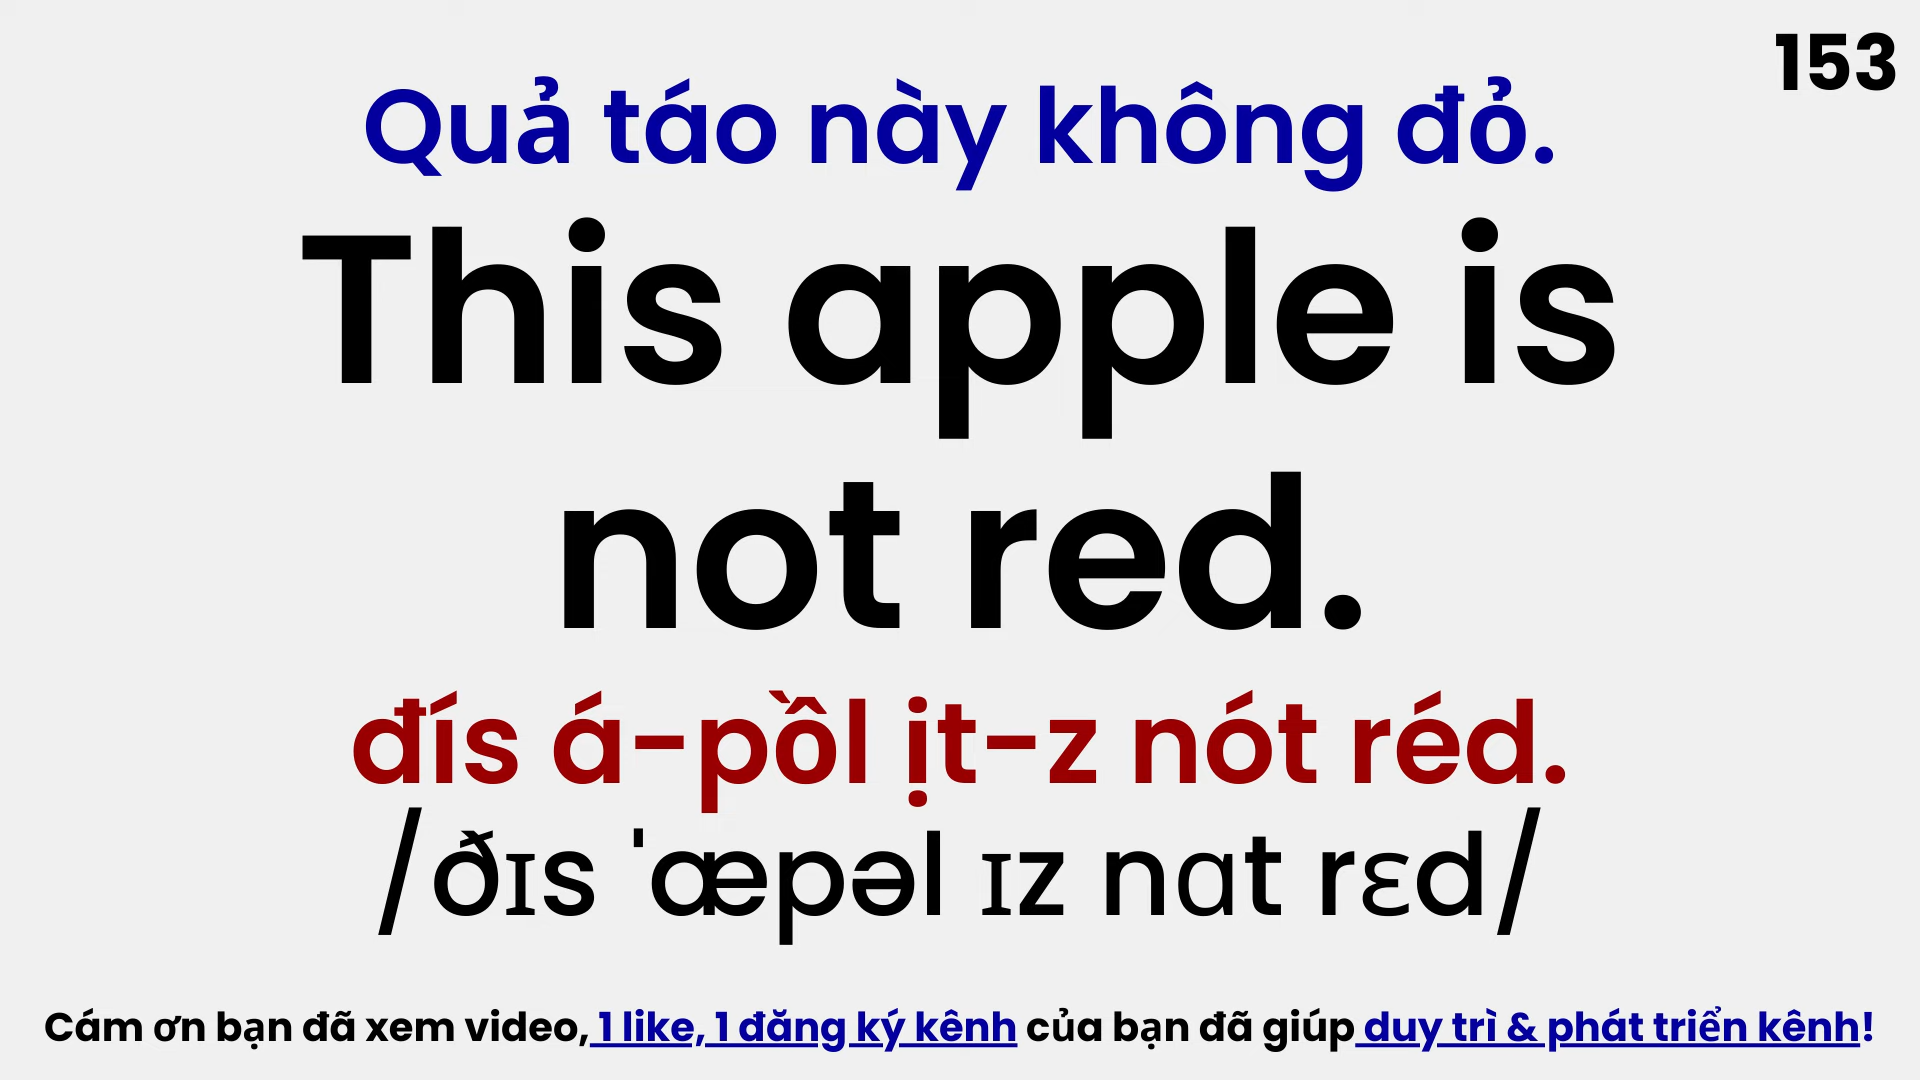 153
Quả táo này không đỏ.
This apple is
not red.
đís á-pồl ịt-z nót réd.
/ðɪs ˈæpəl ɪz nɑt rɛd/
Cám ơn bạn đã xem video, 1 like, 1 đăng ký kênh của bạn đã giúp duy trì & phát triển kênh!